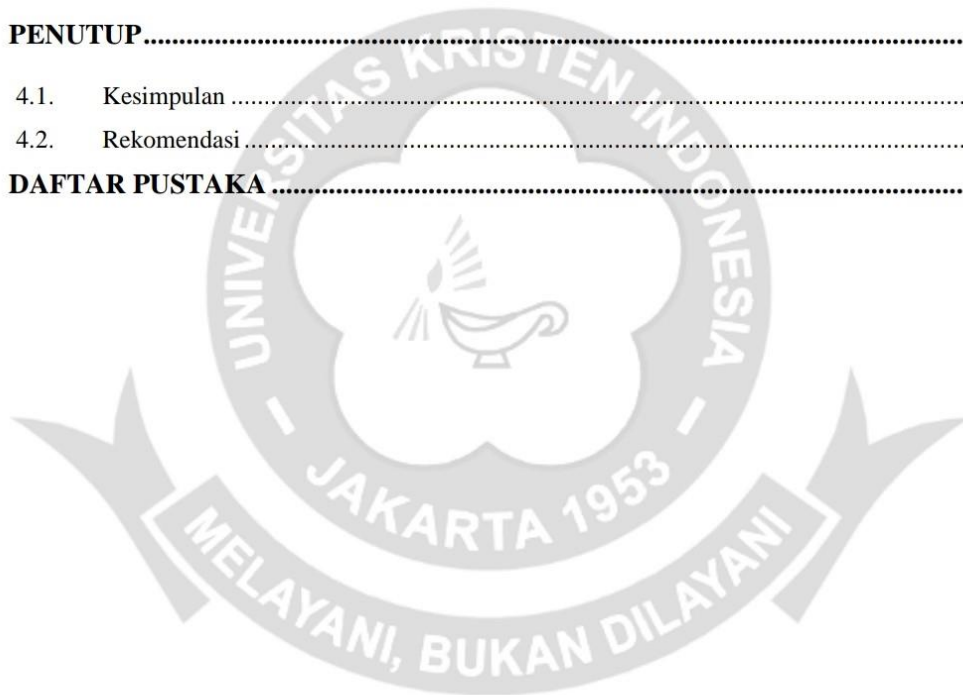 PENUTUP..........................................................................................................
4.1. Kesimpulan ..........................................................................................................
4.2. Rekomendasi ..........................................................................................................
DAFTAR PUSTAKA ..........................................................................................................
UNIVERSITAS KRISTEN INDONESIA
– JAKARTA 1953 –
MELAYANI, BUKAN DILAYANI